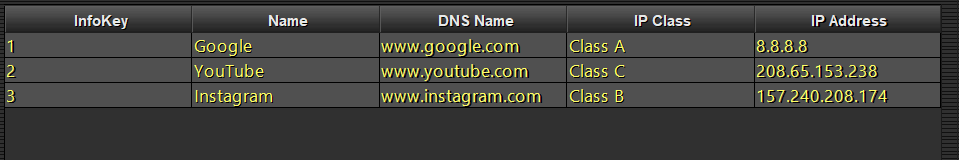 InfoKey Name DNS Name IP Class IP Address
1 Google www.google.com Class A 8.8.8.8
2 YouTube www.youtube.com Class C 208.65.153.238
3 Instagram www.instagram.com Class B 157.240.208.174